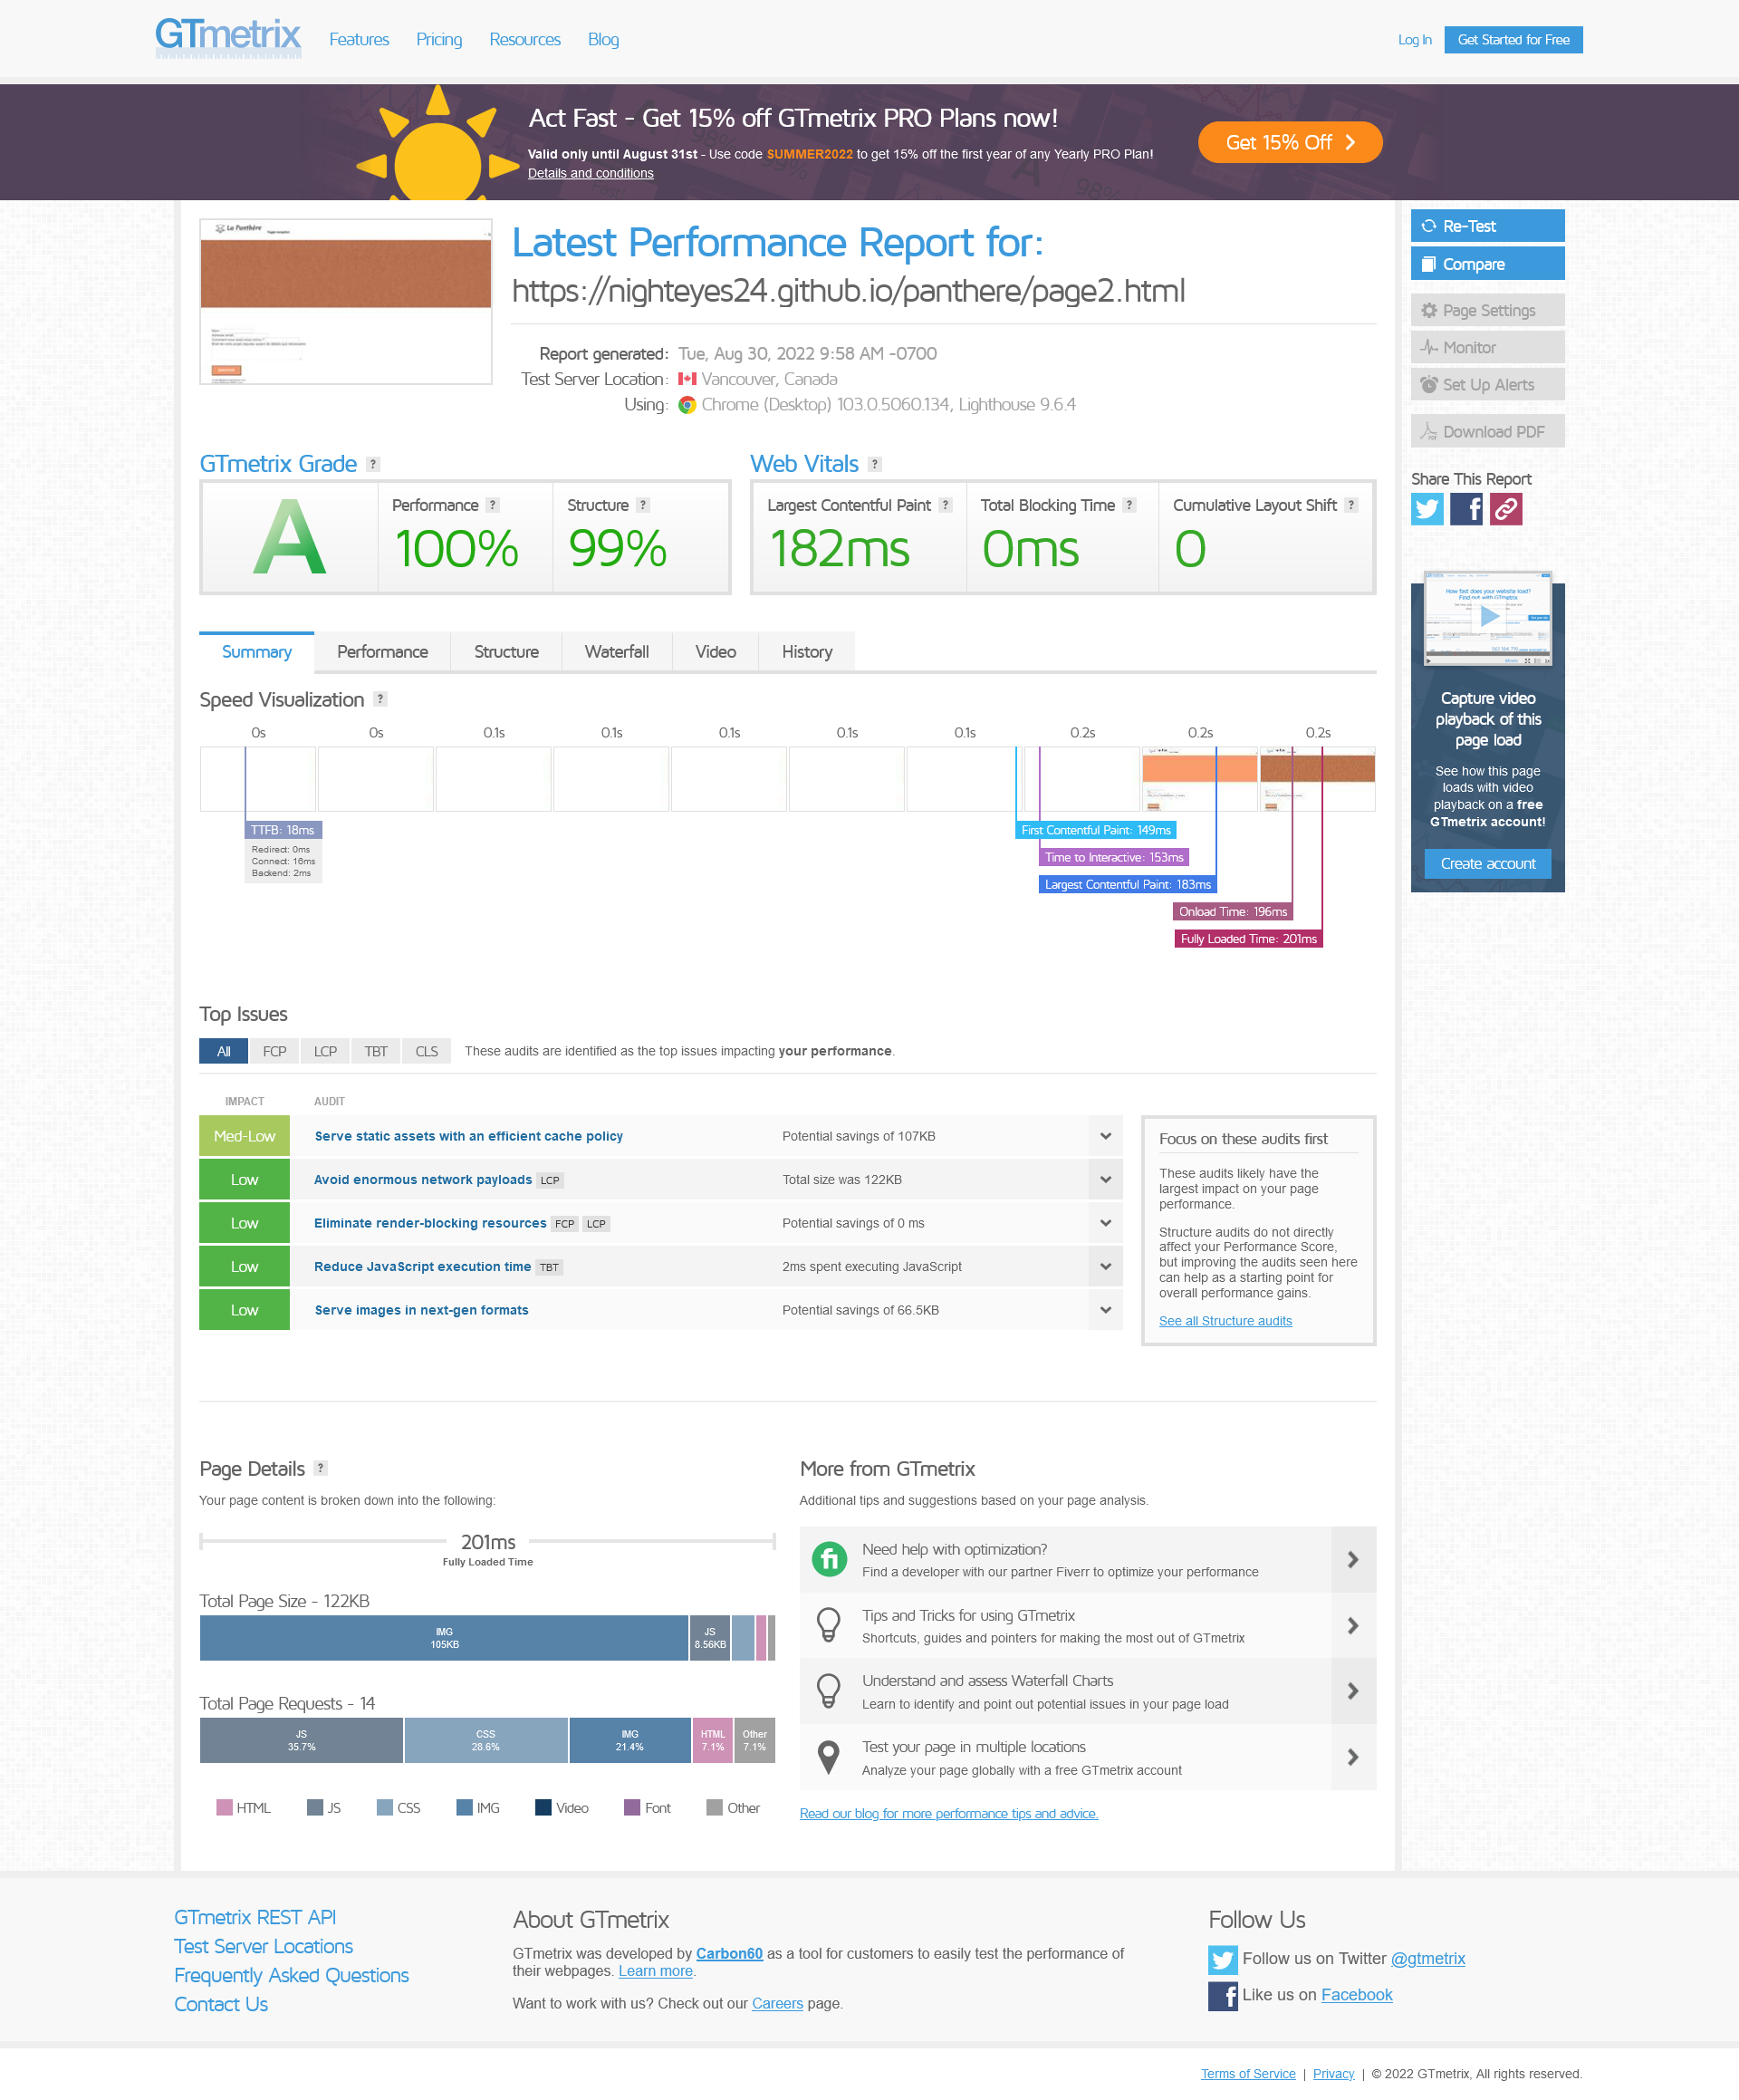 GTmetrix
Features
Pricing
Resources
Blog
Log In
Get Started for Free
Act Fast - Get 15% off GTmetrix PRO Plans now!
Valid only until August 31st - Use code SUMMER2022 to get 15% off the first year of any Yearly PRO Plan!
Details and conditions
Get 15% Off
La Panthère
Latest Performance Report for:
https://nighteyes24.github.io/panthere/page2.html
Report generated: Tue, Aug 30, 2022 9:58 AM -0700
Test Server Location: Vancouver, Canada
Using: Chrome (Desktop) 103.0.5060.134, Lighthouse 9.6.4
Re-Test
Compare
Page Settings
Monitor
Set Up Alerts
Download PDF
Share This Report
GTmetrix Grade ?
A
Performance ?
100%
Structure ?
99%
Web Vitals ?
Largest Contentful Paint ?
182ms
Total Blocking Time ?
0ms
Cumulative Layout Shift ?
0
How fast does your website load?
Find out with GTmetrix
Capture video
playback of this
page load
See how this page
loads with video
playback on a free
GTmetrix account!
Create account
Summary
Performance
Structure
Waterfall
Video
History
Speed Visualization ?
0s 0s 0.1s 0.1s 0.1s 0.1s 0.1s 0.2s 0.2s 0.2s
TTFB: 18ms
Redirect: 0ms
Connect: 16ms
Backend: 2ms
First Contentful Paint: 149ms
Time to Interactive: 153ms
Largest Contentful Paint: 183ms
Onload Time: 196ms
Fully Loaded Time: 201ms
Top Issues
All FCP LCP TBT CLS These audits are identified as the top issues impacting your performance.
IMPACT AUDIT
Med-Low Serve static assets with an efficient cache policy Potential savings of 107KB
Low Avoid enormous network payloads LCP Total size was 122KB
Low Eliminate render-blocking resources FCP LCP Potential savings of 0 ms
Low Reduce JavaScript execution time TBT 2ms spent executing JavaScript
Low Serve images in next-gen formats Potential savings of 66.5KB
Focus on these audits first
These audits likely have the
largest impact on your page
performance.
Structure audits do not directly
affect your Performance Score,
but improving the audits seen here
can help as a starting point for
overall performance gains.
See all Structure audits
Page Details ?
Your page content is broken down into the following:
201ms
Fully Loaded Time
Total Page Size - 122KB
IMG
105KB
JS
8.56KB
Total Page Requests - 14
JS
35.7%
CSS
28.6%
IMG
21.4%
HTML
7.1%
Other
7.1%
HTML JS CSS IMG Video Font Other
More from GTmetrix
Additional tips and suggestions based on your page analysis.
fi
Need help with optimization?
Find a developer with our partner Fiverr to optimize your performance
Tips and Tricks for using GTmetrix
Shortcuts, guides and pointers for making the most out of GTmetrix
Understand and assess Waterfall Charts
Learn to identify and point out potential issues in your page load
Test your page in multiple locations
Analyze your page globally with a free GTmetrix account
Read our blog for more performance tips and advice.
GTmetrix REST API
Test Server Locations
Frequently Asked Questions
Contact Us
About GTmetrix
GTmetrix was developed by Carbon60 as a tool for customers to easily test the performance of
their webpages. Learn more.
Want to work with us? Check out our Careers page.
Follow Us
Follow us on Twitter @gtmetrix
Like us on Facebook
Terms of Service | Privacy | © 2022 GTmetrix, All rights reserved.